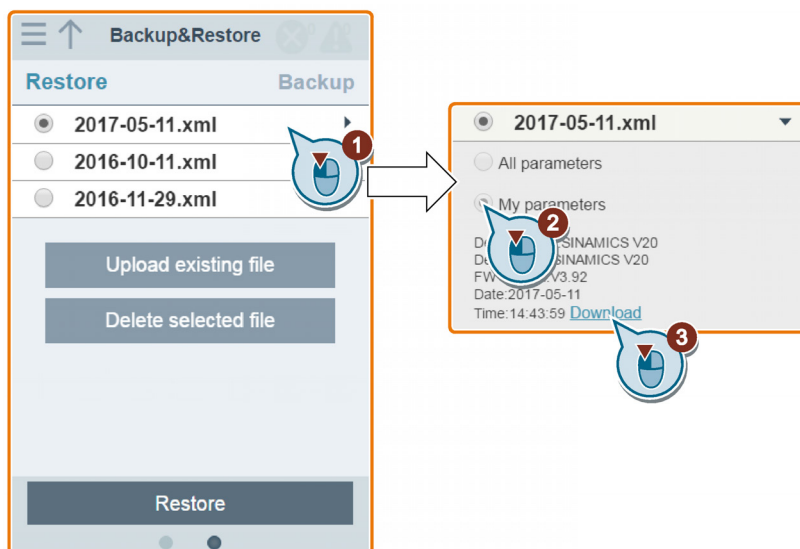 Backup&Restore
Restore Backup
2017-05-11.xml
2016-10-11.xml
2016-11-29.xml
Upload existing file
Delete selected file
Restore
1
2017-05-11.xml
All parameters
My parameters
2
SINAMICS V20
SINAMICS V20
FW V3.92
Date:2017-05-11
Time:14:43:59 Download
3